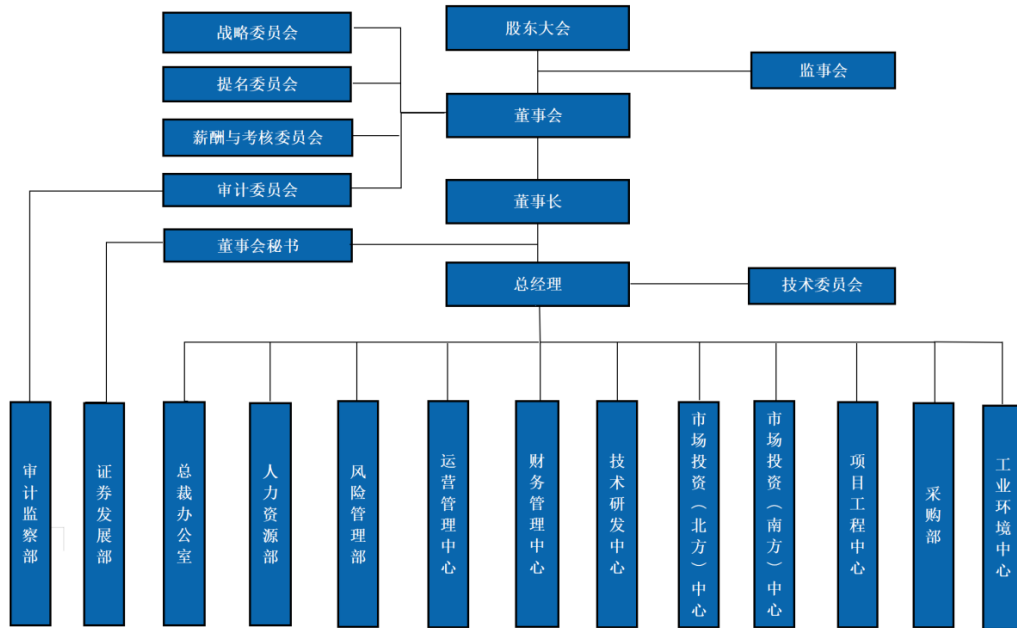 战略委员会
股东大会
提名委员会
监事会
董事会
薪酬与考核委员会
审计委员会
董事长
董事会秘书
总经理
技术委员会
审计监察部
证券发展部
总裁办公室
人力资源部
风险管理部
运营管理中心
财务管理中心
技术研发中心
市场投资（北方）中心
市场投资（南方）中心
项目工程中心
采购部
工业环境中心